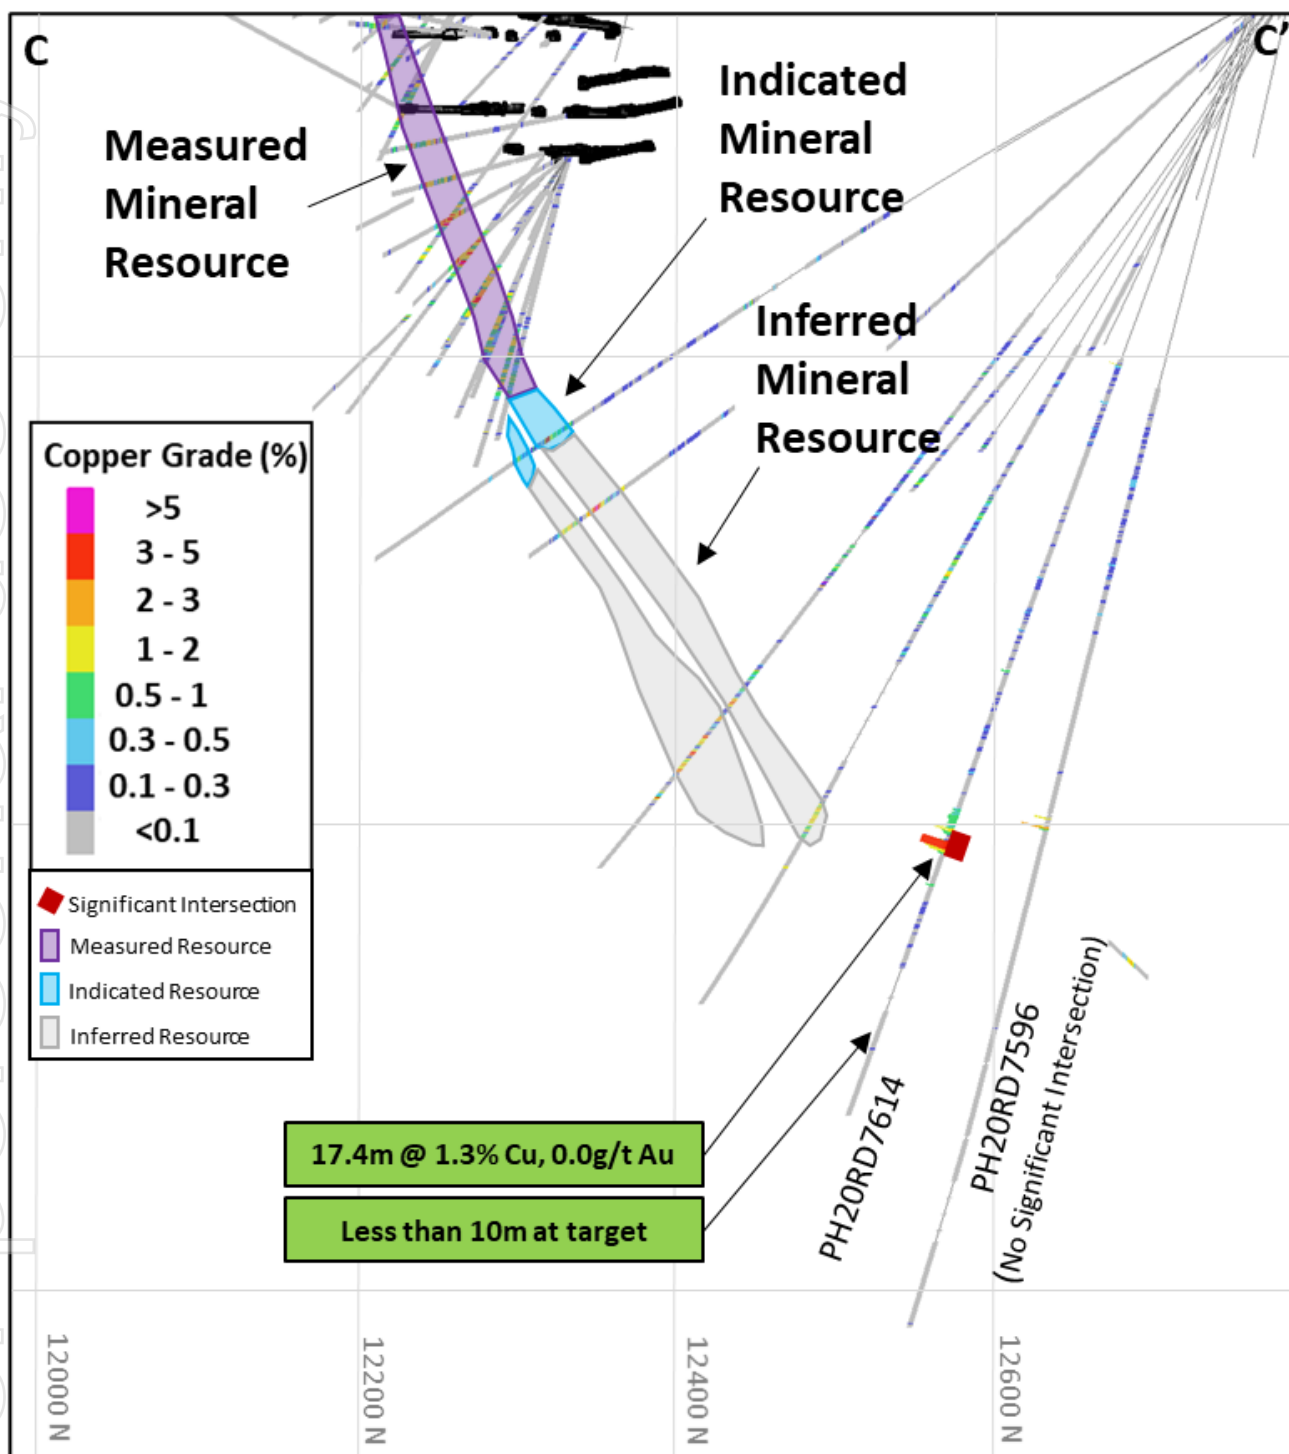 C
C'
Indicated
Mineral
Resource
Measured
Mineral
Resource
Inferred
Mineral
Resource
Copper Grade (%)
>5
3 - 5
2 - 3
1 - 2
0.5 - 1
0.3 - 0.5
0.1 - 0.3
<0.1
Significant Intersection
Measured Resource
Indicated Resource
Inferred Resource
17.4m @ 1.3% Cu, 0.0g/t Au
Less than 10m at target
PH20RD7614
PH20RD7596
(No Significant Intersection)
12000 N
12200 N
12400 N
12600 N